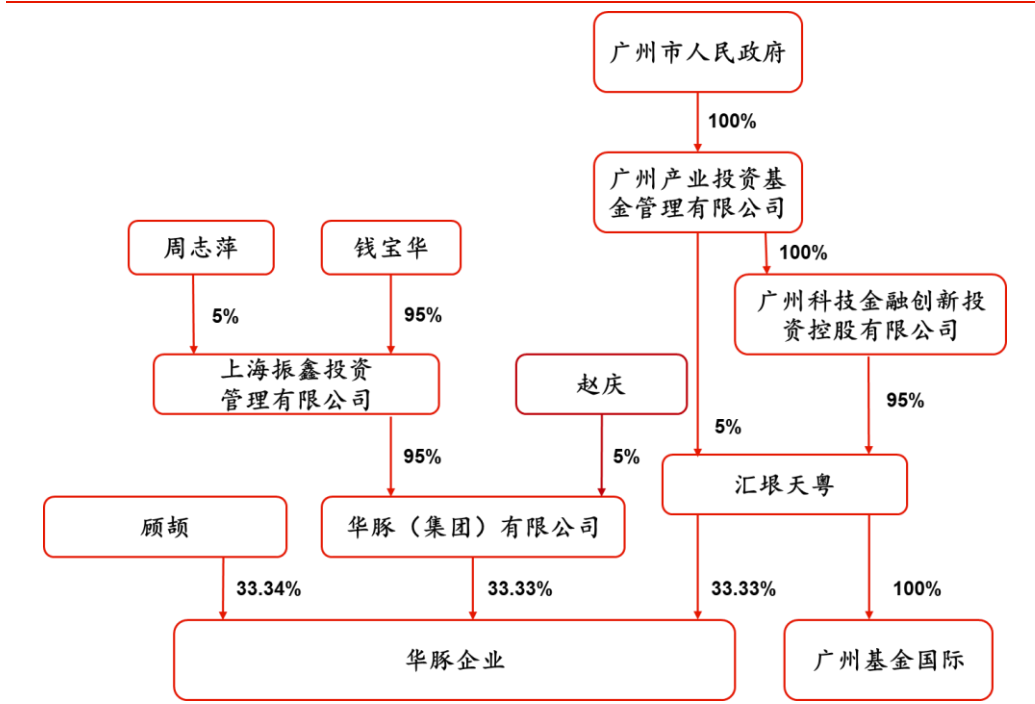 广州市人民政府
100%
广州产业投资基
金管理有限公司
周志萍
钱宝华
100%
广州科技金融创新投
资控股有限公司
5%
95%
上海振鑫投资
管理有限公司
赵庆
95%
5%
95%
5%
汇垠天粤
顾颉
华豚（集团）有限公司
33.34%
33.33%
33.33%
100%
华豚企业
广州基金国际